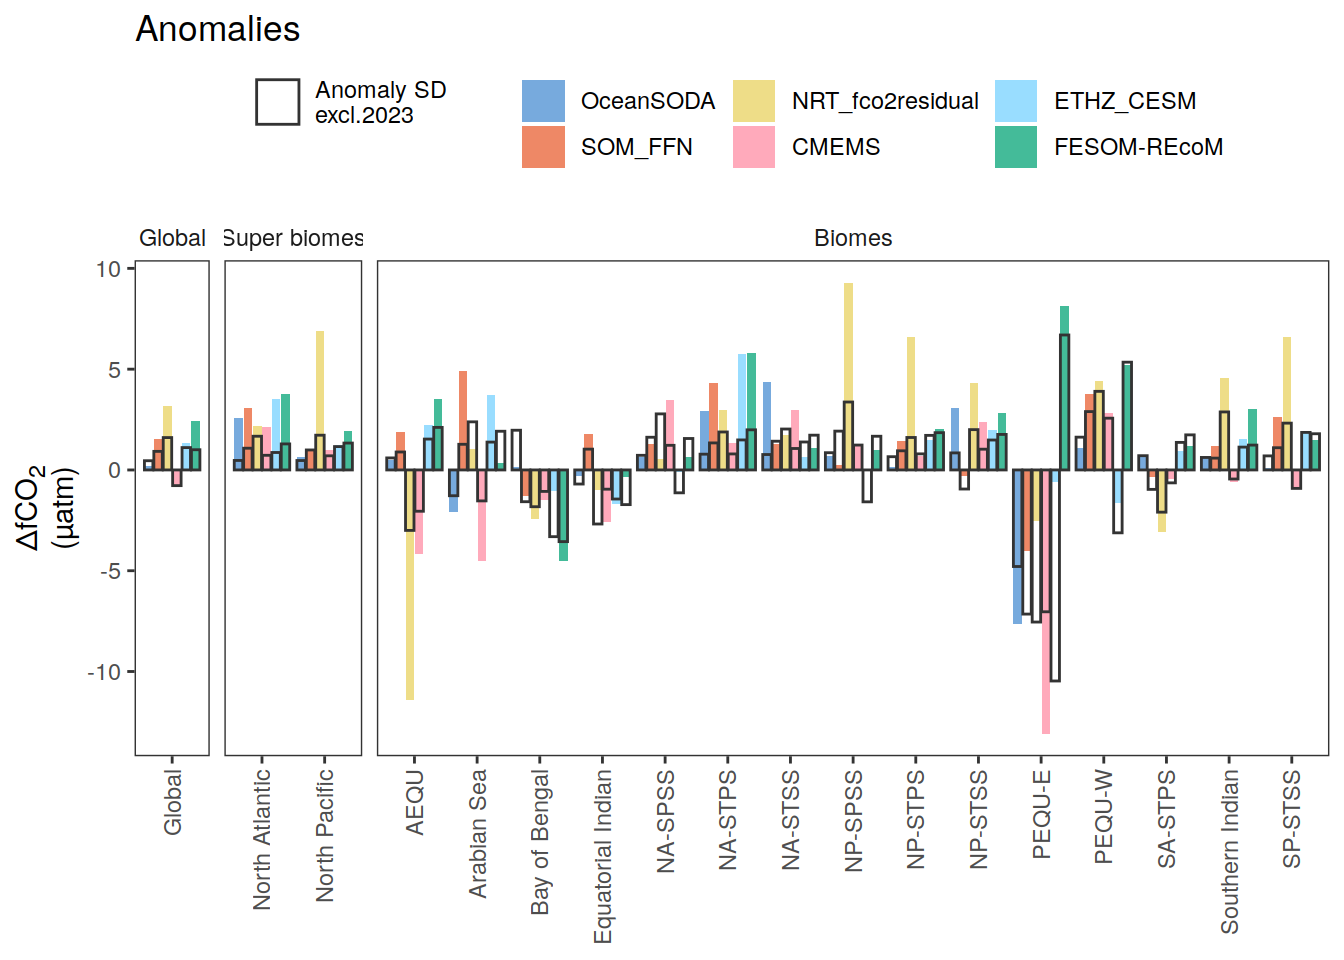 Anomalies
Anomaly SD
excl.2023
OceanSODA
NRT_fco2residual
ETHZ_CESM
SOM_FFN
CMEMS
FESOM-REcoM
Global
Super biomes
Biomes
10
5
0
-5
-10
ΔfCO₂
(µatm)
Global
North Atlantic
North Pacific
AEQU
Arabian Sea
Bay of Bengal
Equatorial Indian
NA-SPSS
NA-STPS
NA-STSS
NP-SPSS
NP-STPS
NP-STSS
PEQU-E
PEQU-W
SA-STPS
Southern Indian
SP-STSS